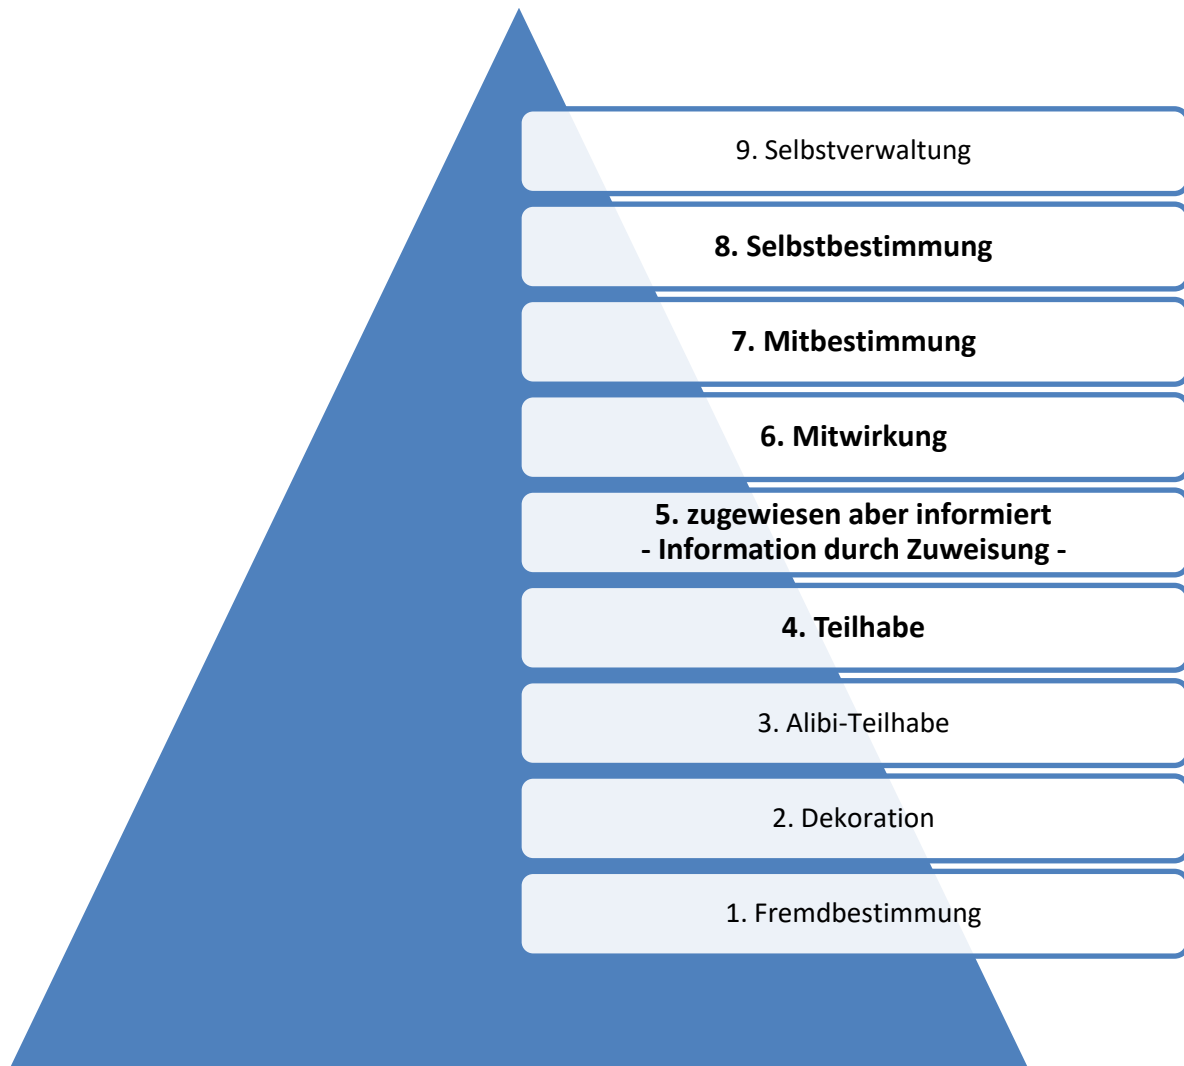 9. Selbstverwaltung
8. Selbstbestimmung
7. Mitbestimmung
6. Mitwirkung
5. zugewiesen aber informiert
- Information durch Zuweisung -
4. Teilhabe
3. Alibi-Teilhabe
2. Dekoration
1. Fremdbestimmung